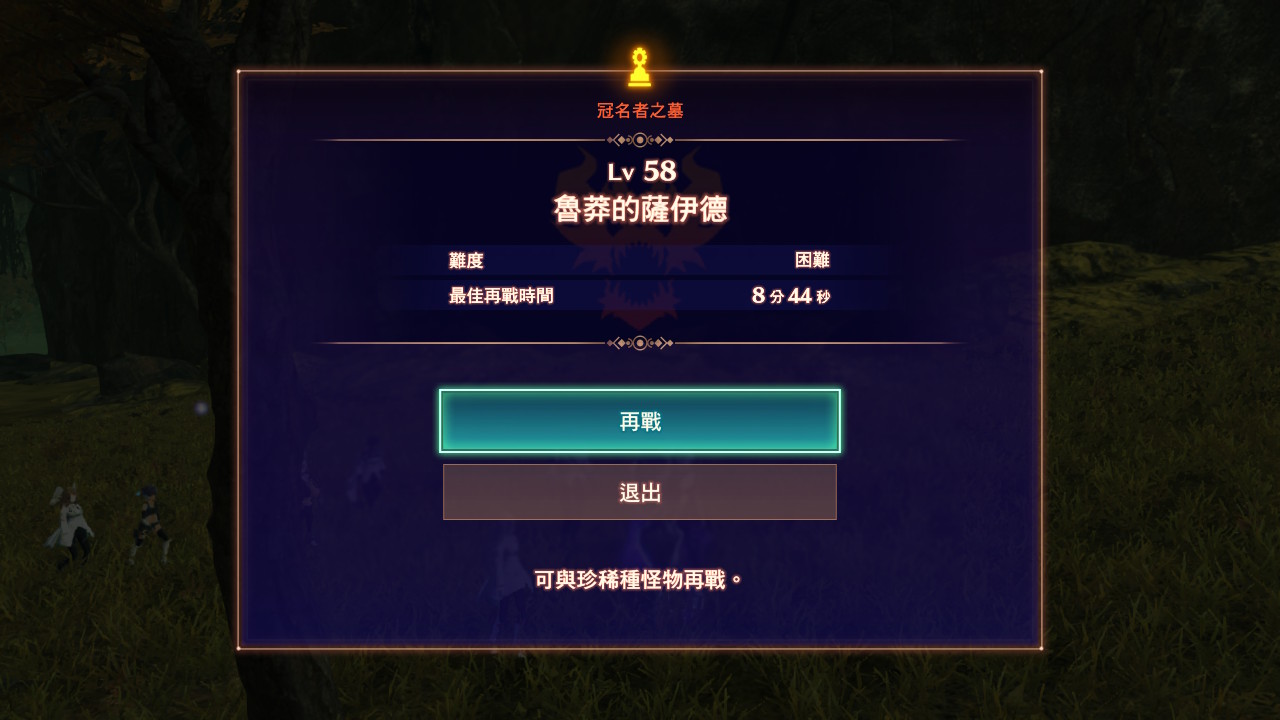 冠名者之墓
Lv 58
魯莽的薩伊德
難度 困難
最佳再戰時間 8分44秒
再戰
退出
可與珍稀種怪物再戰。